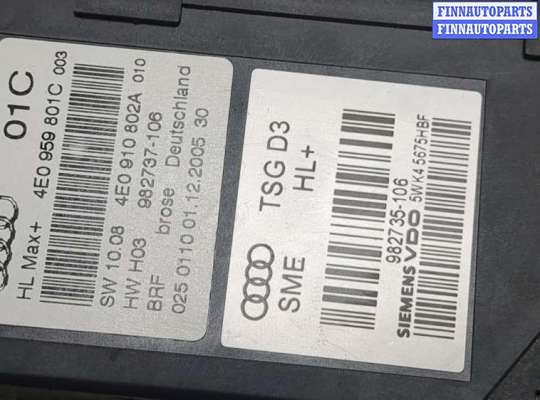 FINNAUTOPARTS
FINNAUTOPARTS
01C
HL Max+ 4E0 959 801C 003
SW 10.08 4E0 910 802A 010
HW H03 982737-106
BRF brose Deutschland
025 0110 01.12.2005 30
TSG D3
SME HL+
982735-106
SIEMENS VDO 5WK45675HBF